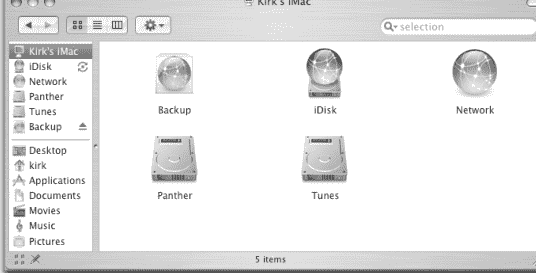 Kirk's iMac
selection
Kirk's iMac
iDisk
Network
Panther
Tunes
Backup
Desktop
kirk
Applications
Documents
Movies
Music
Pictures
Backup
iDisk
Network
Panther
Tunes
5 items